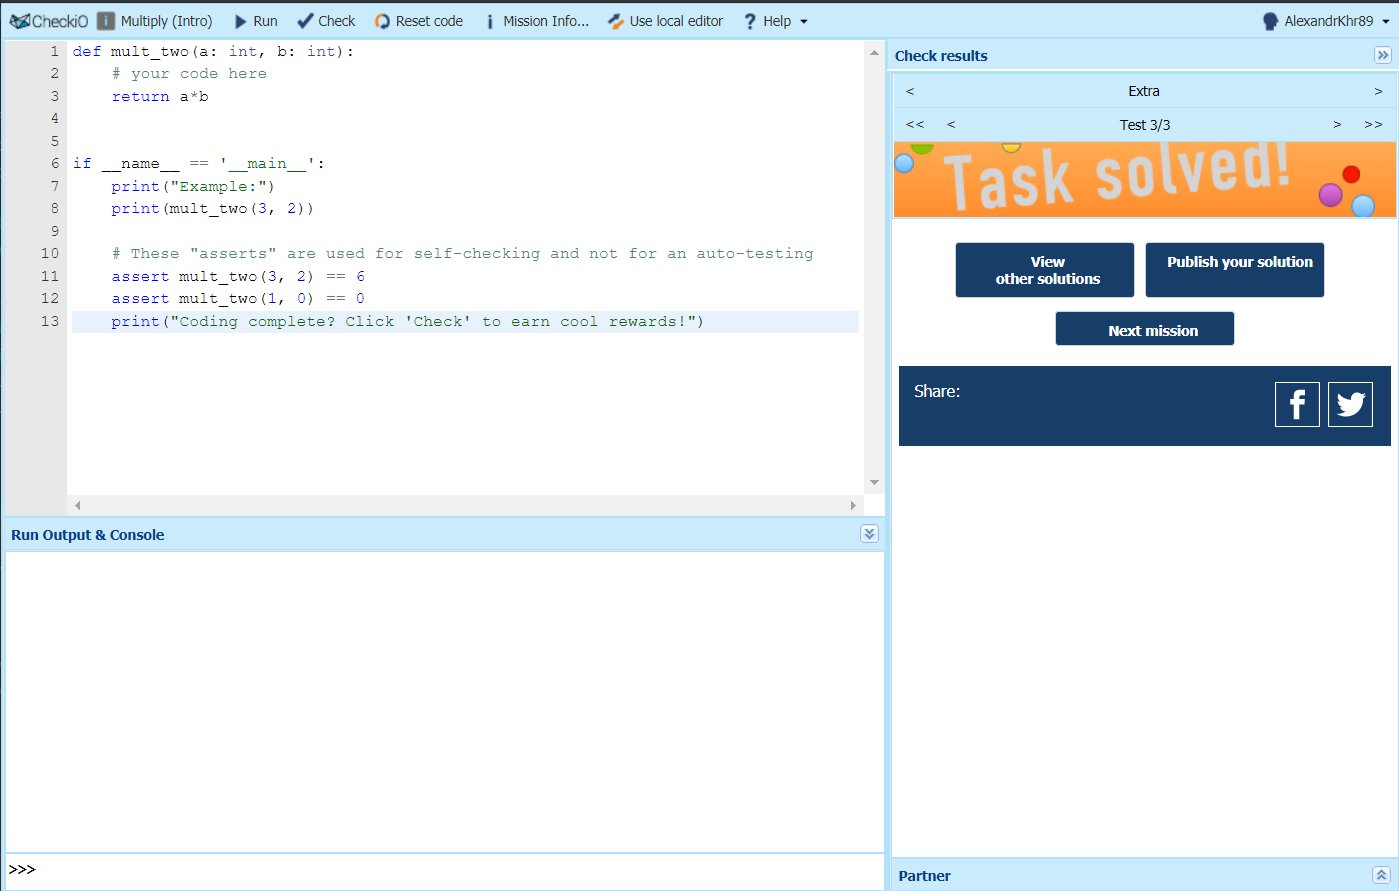 CheckiO i Multiply (Intro) Run Check Reset code i Mission Info... Use local editor ? Help AlexandrKhr89
1 def mult_two(a: int, b: int):
2 # your code here
3 return a*b
4
5
6 if __name__ == '__main__':
7 print("Example:")
8 print(mult_two(3, 2))
9
10 # These "asserts" are used for self-checking and not for an auto-testing
11 assert mult_two(3, 2) == 6
12 assert mult_two(1, 0) == 0
13 print("Coding complete? Click 'Check' to earn cool rewards!")
Run Output & Console
>>>
Check results
< Extra >
<< < Test 3/3 > >>
Task solved!
View
other solutions
Publish your solution
Next mission
Share:
Partner